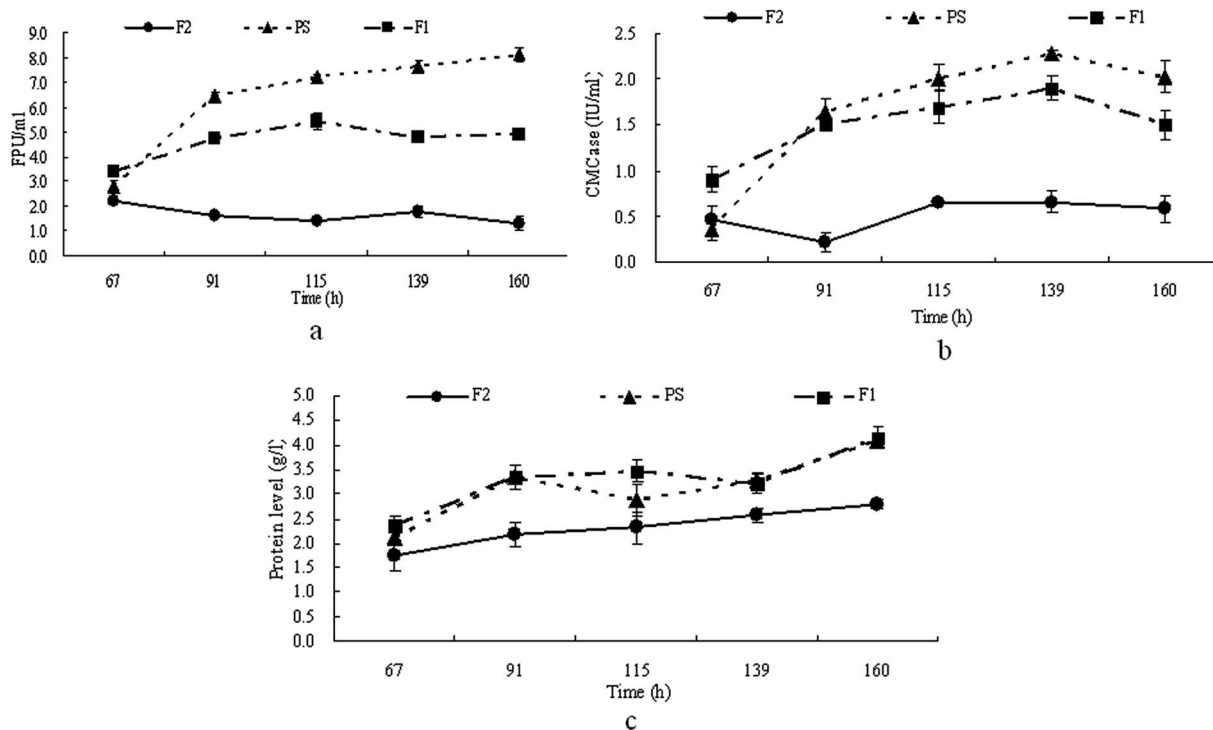 F2 PS F1
9.0
8.0
7.0
6.0
5.0
4.0
3.0
2.0
1.0
0.0
FPU/ml
67 91 115 139 160
Time (h)
a
F2 PS F1
2.5
2.0
1.5
1.0
0.5
0.0
CMCase (IU/ml)
67 91 115 139 160
Time (h)
b
F2 PS F1
5.0
4.5
4.0
3.5
3.0
2.5
2.0
1.5
1.0
0.5
0.0
Protein level (g/l)
67 91 115 139 160
Time (h)
c